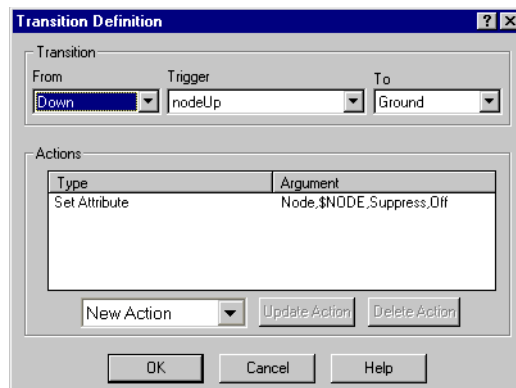 Transition Definition
Transition
From Trigger To
Down nodeUp Ground
Actions
Type Argument
Set Attribute Node,$NODE,Suppress,Off
New Action Update Action Delete Action
OK Cancel Help